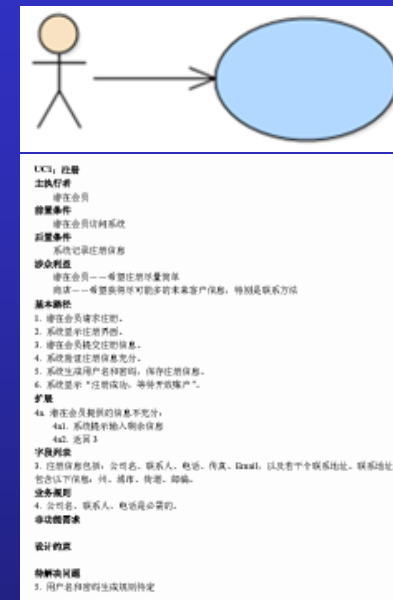 UC1：注册
主执行者
潜在会员
前置条件
潜在会员访问系统
后置条件
系统记录注册信息
涉众利益
潜在会员——希望注册尽量简单
商店——希望获得尽可能多的未来客户信息，特别是联系方法
基本路径
1. 潜在会员请求注册。
2. 系统显示注册界面。
3. 潜在会员提交注册信息。
4. 系统验证注册信息充分。
5. 系统生成用户名和密码，保存注册信息。
6. 系统显示“注册成功，等待开放账户”。
扩展
4a. 潜在会员提供的信息不充分：
4a1. 系统提示输入剩余信息
4a2. 返回 3
字段列表
3. 注册信息包括：公司名、联系人、电话、传真、Email，以及若干个联系地址。联系地址
包含以下信息：州、城市、街道、邮编。
业务规则
4. 公司名、联系人、电话是必需的。
非功能需求
设计约束
待解决问题
5. 用户名和密码生成规则待定